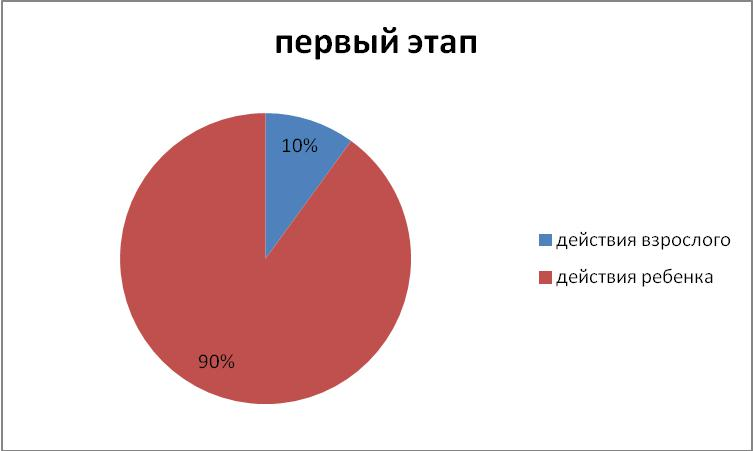 первый этап
10%
действия взрослого
действия ребенка
90%